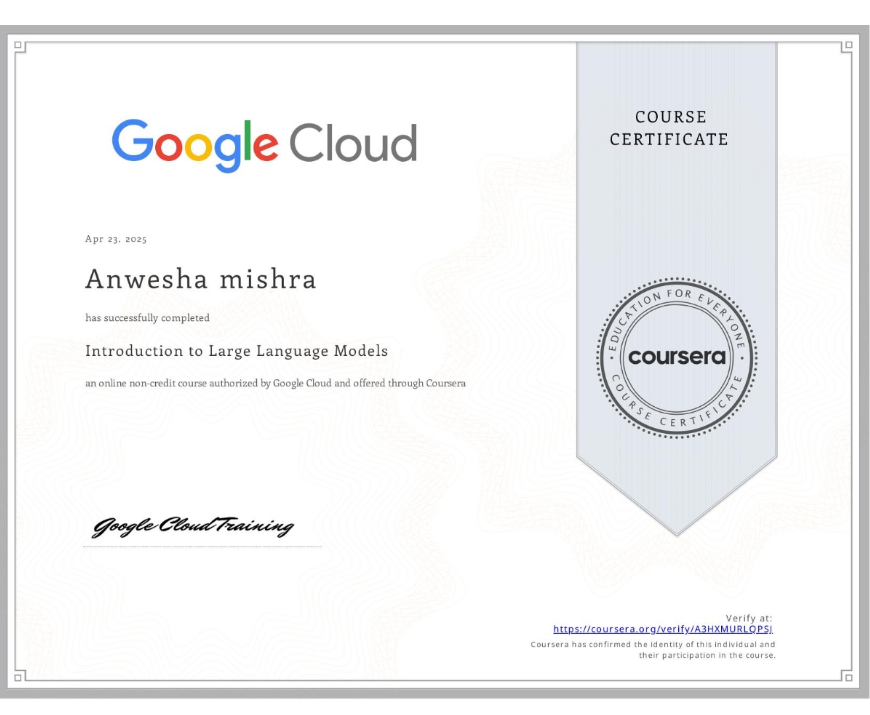 Google Cloud
COURSE
CERTIFICATE
Apr 23, 2025
Anwesha mishra
has successfully completed
Introduction to Large Language Models
an online non-credit course authorized by Google Cloud and offered through Coursera
EDUCATION FOR EVERYONE
coursera
COURSE CERTIFICATE
Google Cloud Training
Verify at:
https://coursera.org/verify/A3HXMURLQPSJ
Coursera has confirmed the identity of this individual and
their participation in the course.